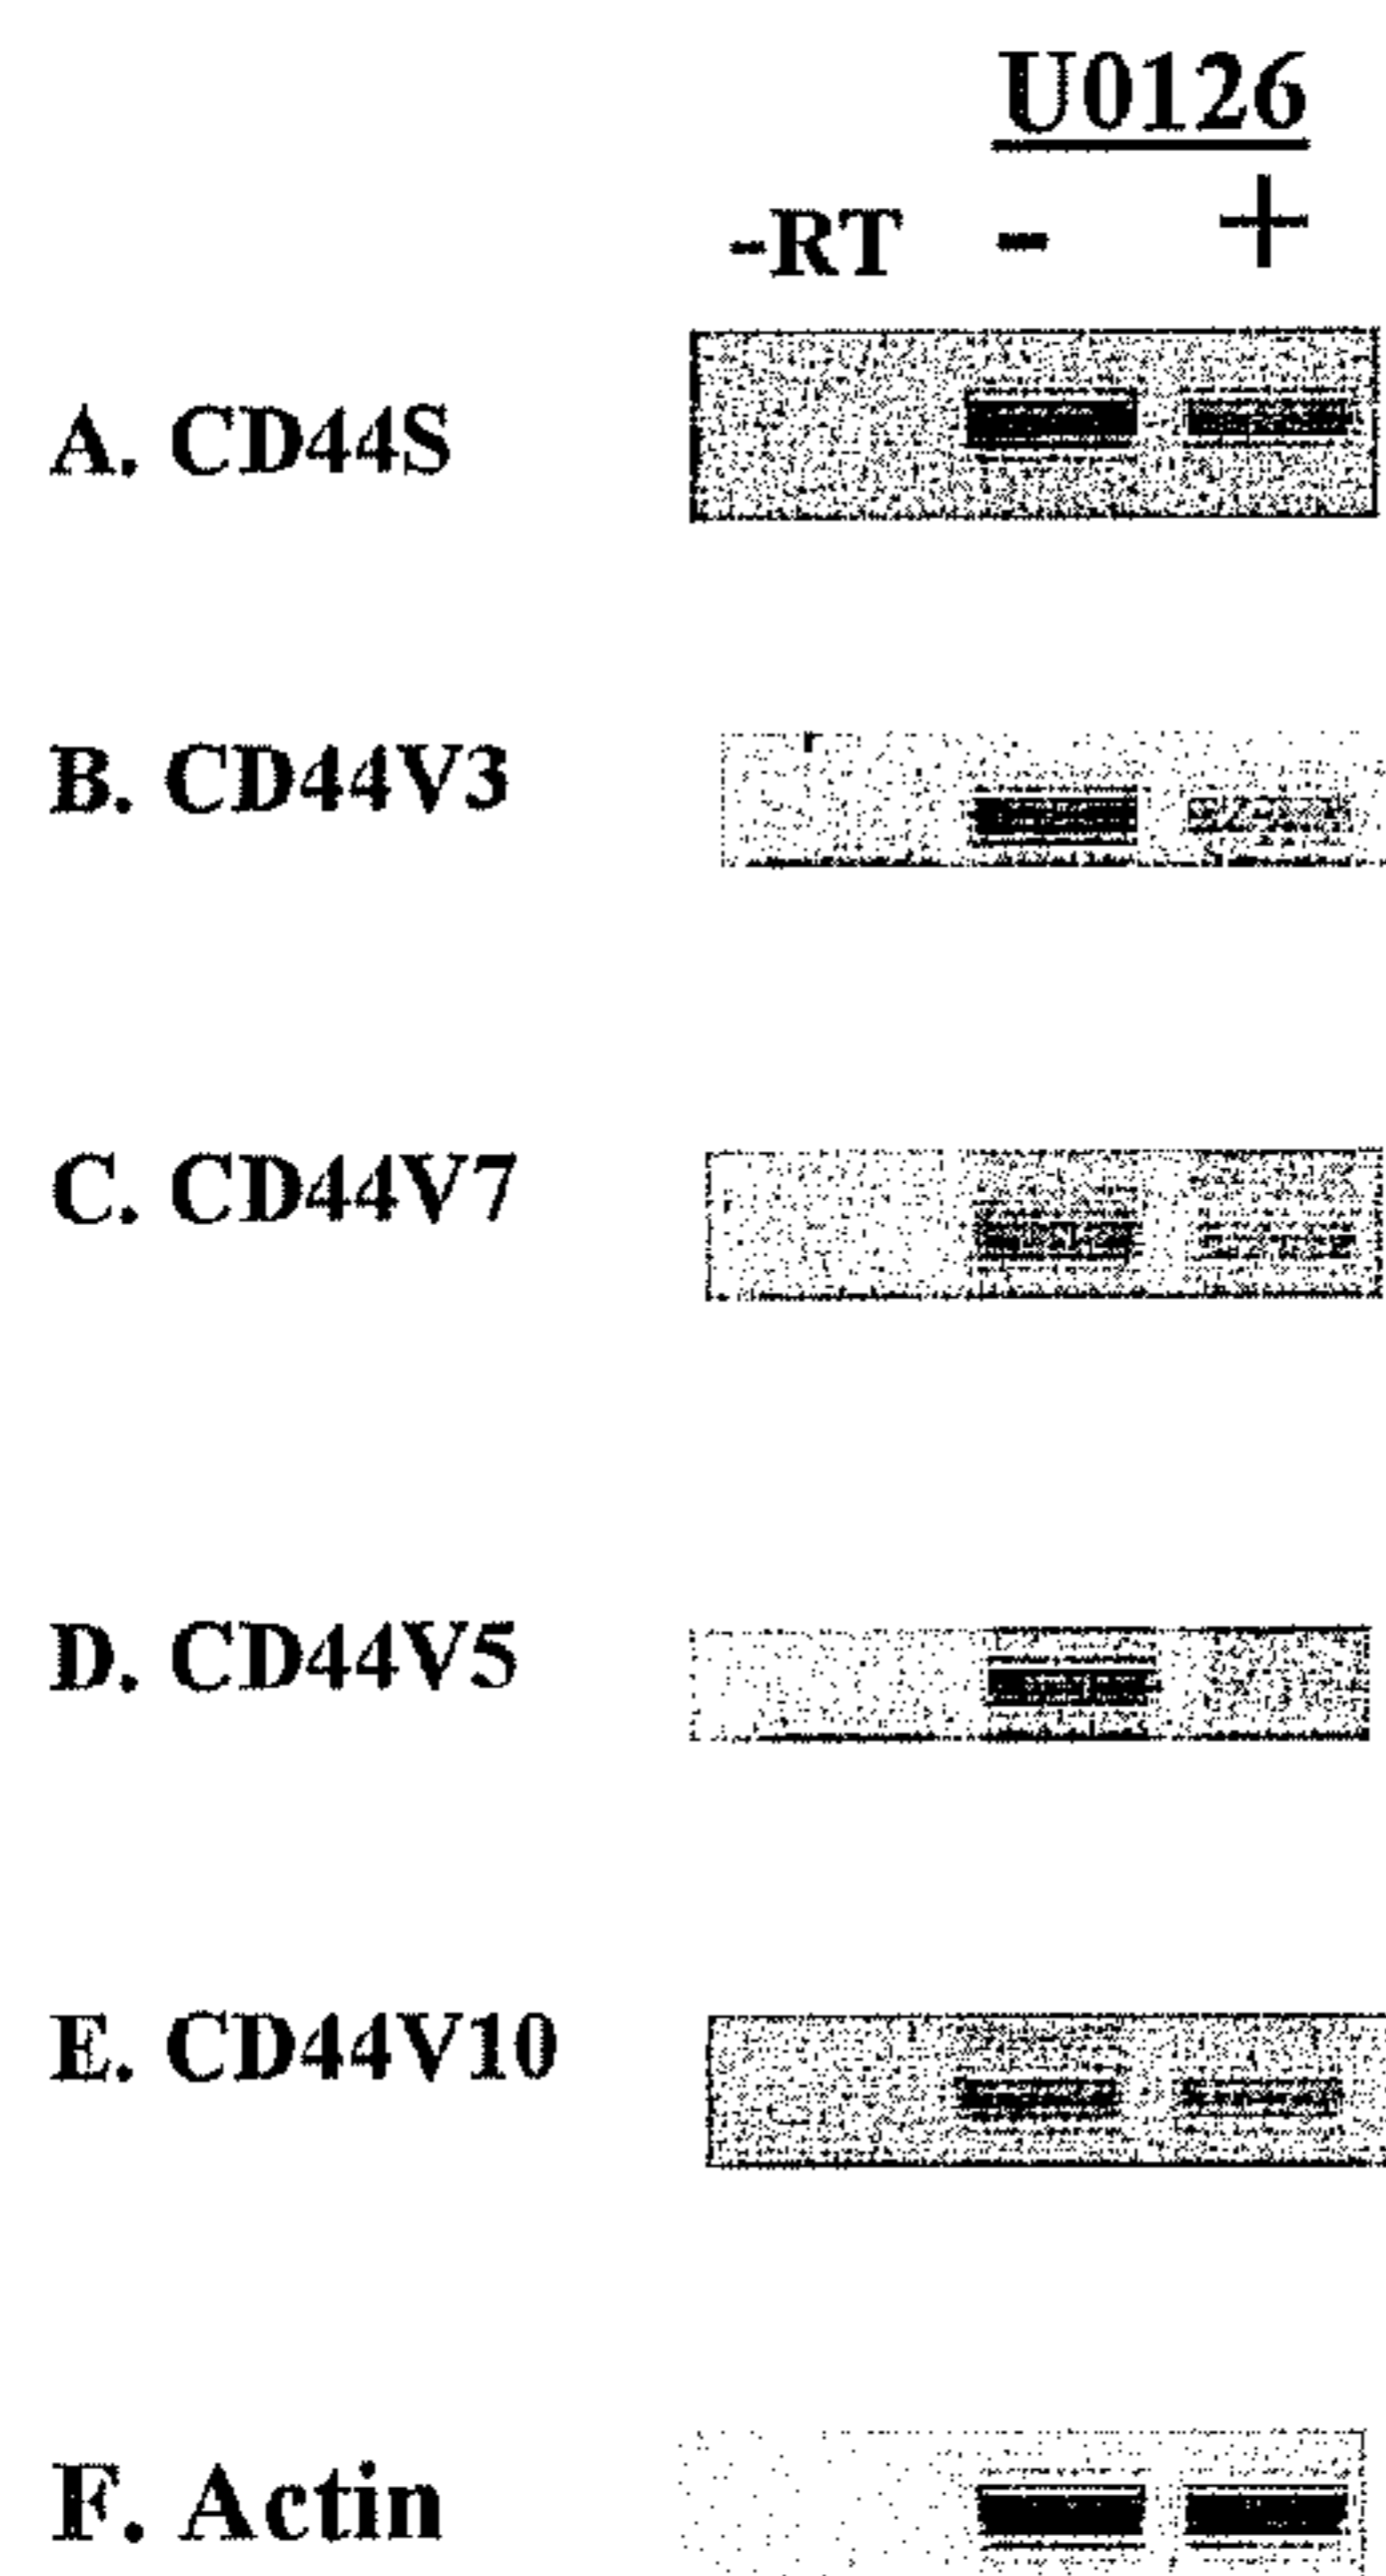 U0126
-RT - +
A. CD44S
B. CD44V3
C. CD44V7
D. CD44V5
E. CD44V10
F. Actin